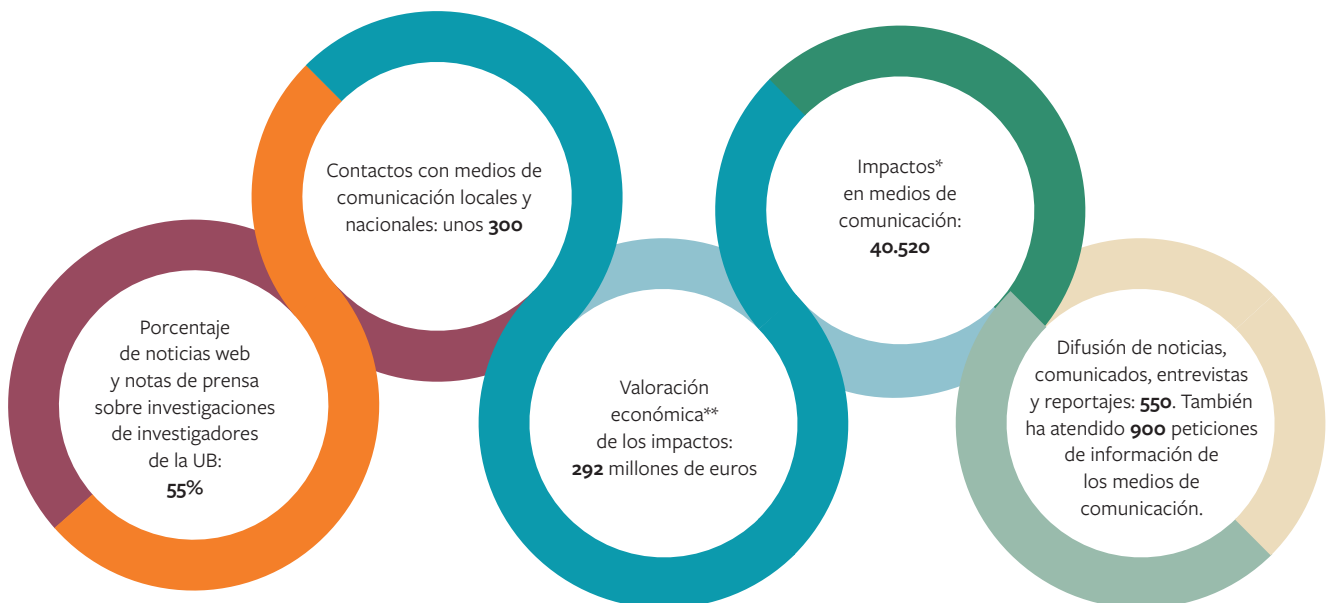 Porcentaje
de noticias web
y notas de prensa
sobre investigaciones
de investigadores
de la UB:
55%
Contactos con medios de
comunicación locales y
nacionales: unos 300
Valoración
económica**
de los impactos:
292 millones de euros
Impactos*
en medios de
comunicación:
40.520
Difusión de noticias,
comunicados, entrevistas
y reportajes: 550. También
ha atendido 900 peticiones
de información de
los medios de
comunicación.